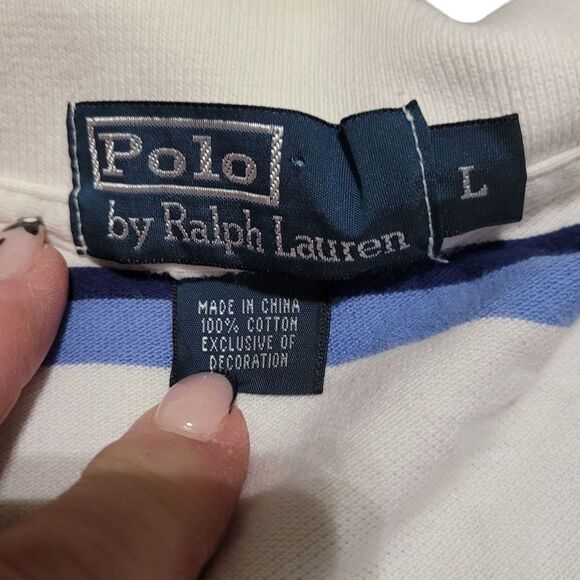 Polo
by Ralph Lauren
L
MADE IN CHINA
100% COTTON
EXCLUSIVE OF
DECORATION